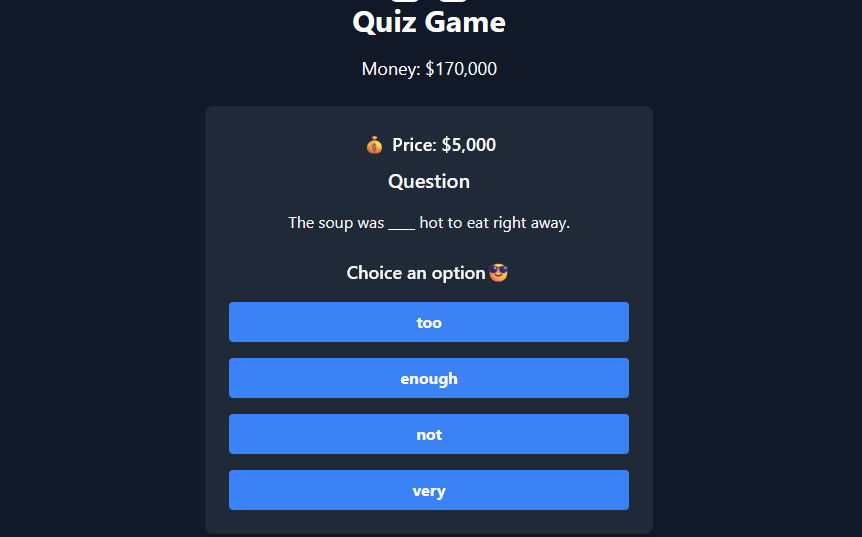 Quiz Game
Money: $170,000
💰 Price: $5,000
Question
The soup was ____ hot to eat right away.
Choice an option😎
too
enough
not
very